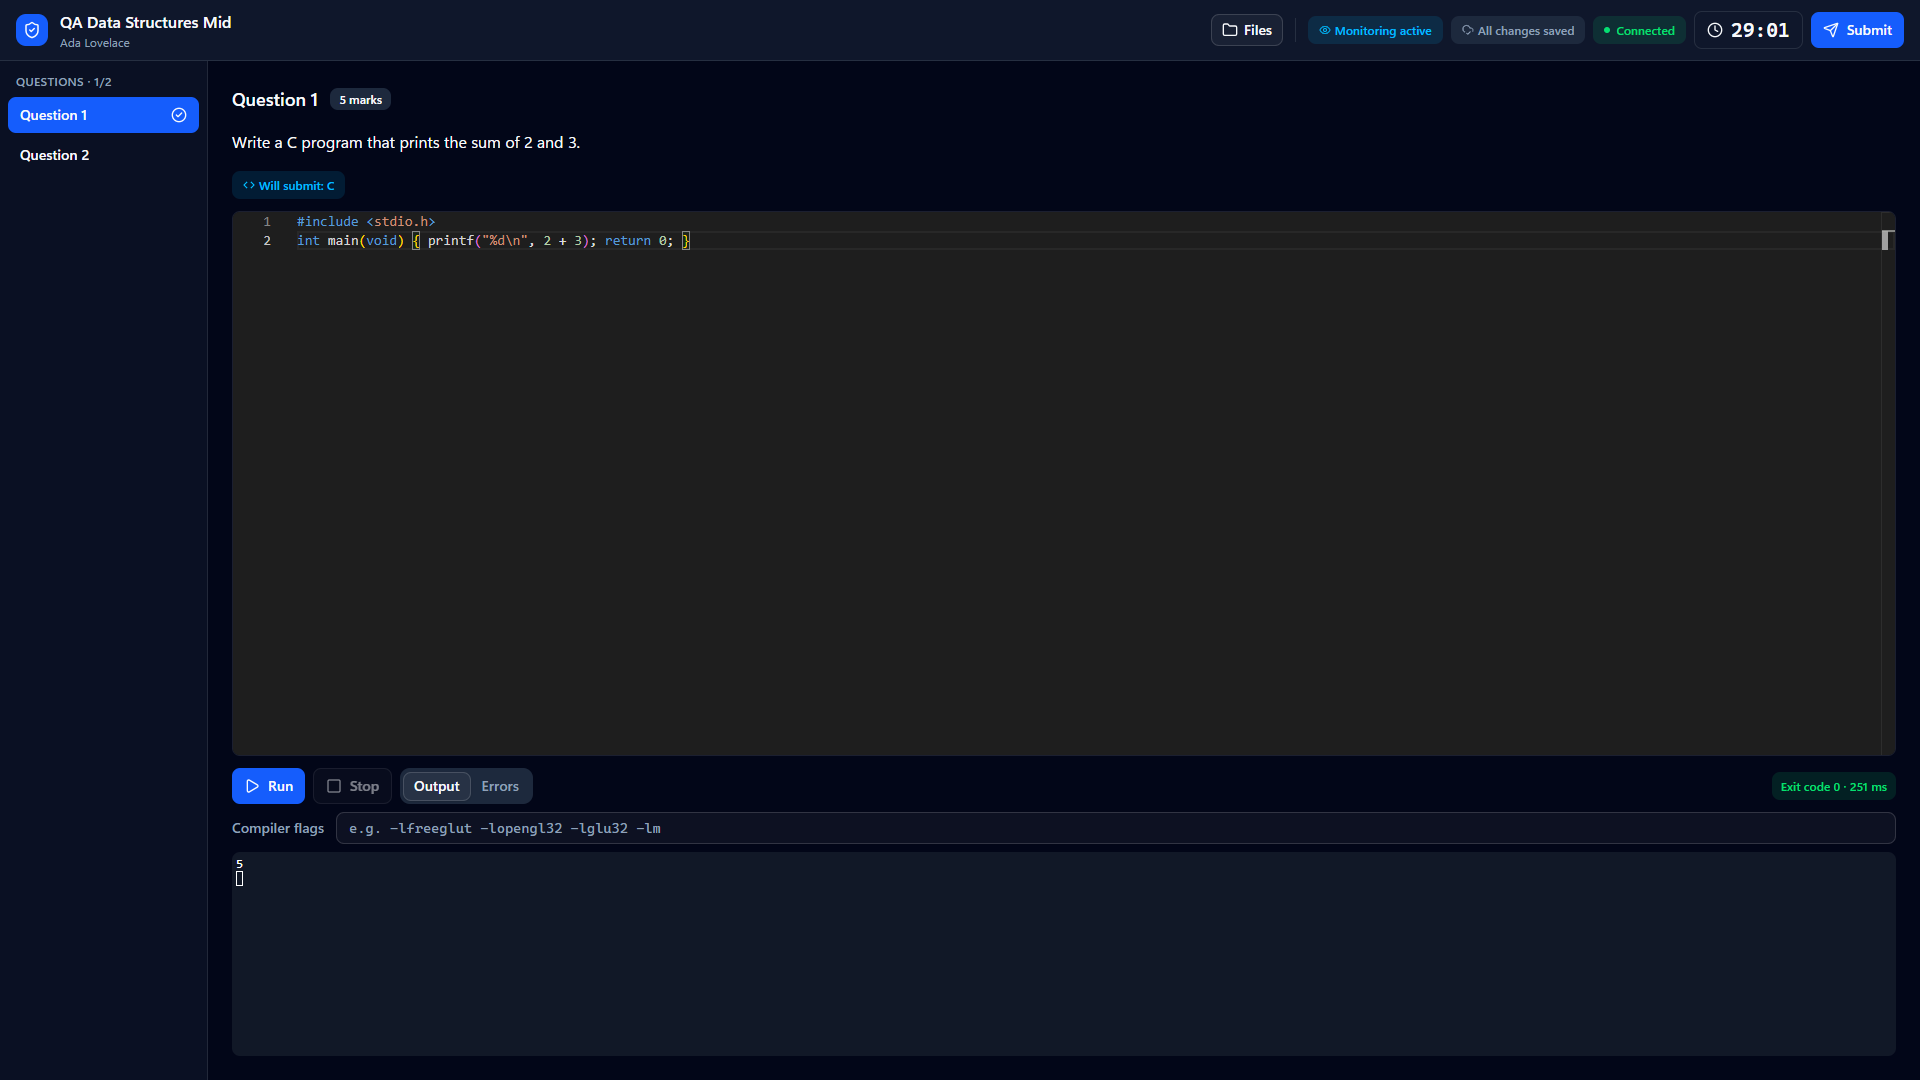 QA Data Structures Mid
Ada Lovelace
Files
Monitoring active
All changes saved
Connected
29:01
Submit
QUESTIONS · 1/2
Question 1
Question 2
Question 1
5 marks
Write a C program that prints the sum of 2 and 3.
<> Will submit: C
1 #include <stdio.h>
2 int main(void) { printf("%d\n", 2 + 3); return 0; }
Run
Stop
Output
Errors
Exit code 0 · 251 ms
Compiler flags
e.g. -lfreeglut -lopengl32 -lglu32 -lm
5